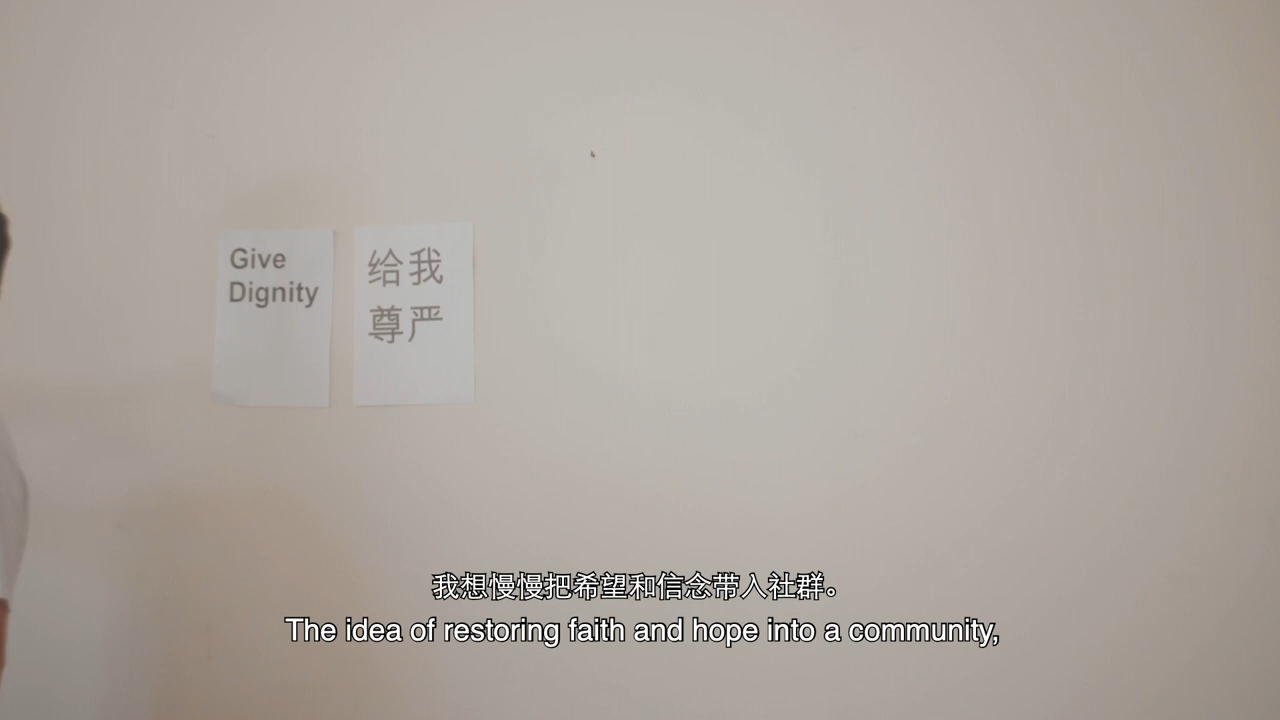 Give
Dignity
给我
尊严
我想慢慢把希望和信念带入社群。
The idea of restoring faith and hope into a community,